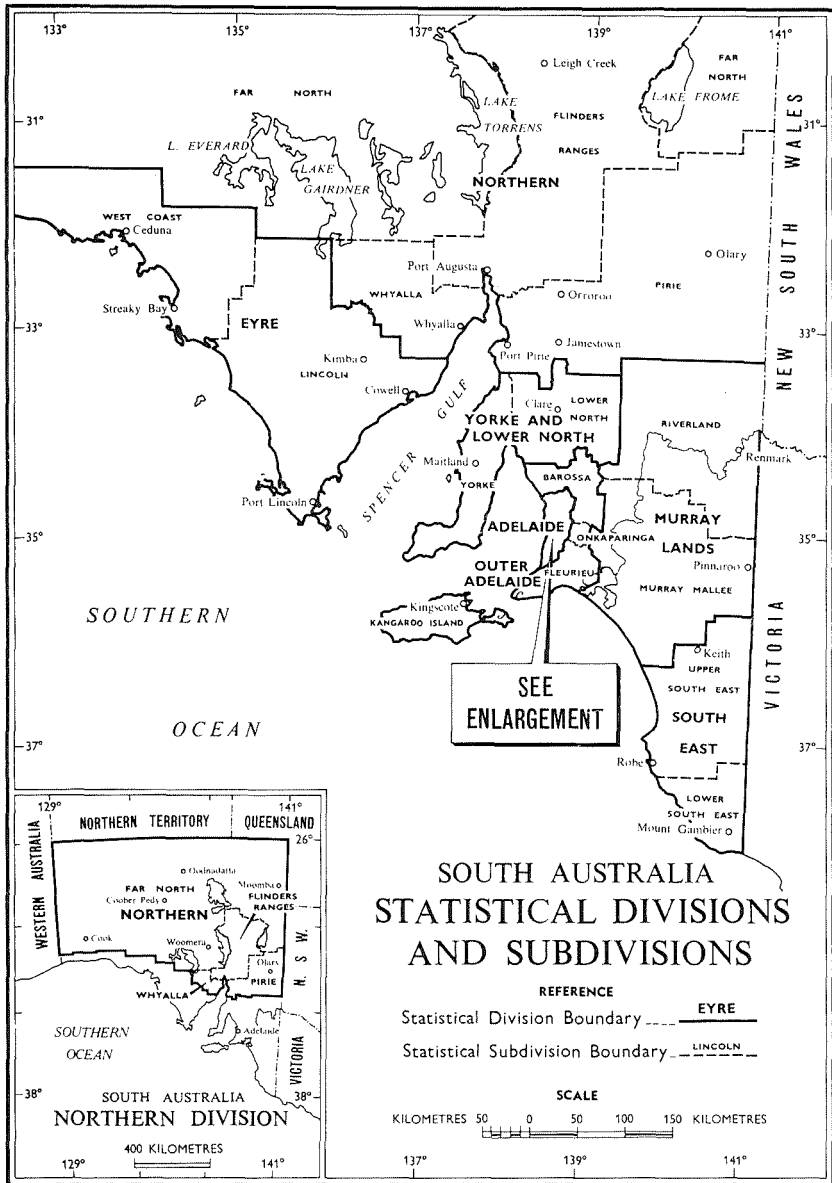 133°
135°
137°
139°
141°
Leigh Creek
FAR NORTH
FAR
NORTH
LAKE FROME
LAKE
TORRENS
FLINDERS
RANGES
31°
31°
L. EVERARD
LAKE
GAIRDNER
NORTHERN
NEW SOUTH WALES
WEST COAST
Ceduna
Port Augusta
Olary
WHYALLA
Orroroo
PIRIE
Streaky Bay
33°
EYRE
Whyalla
33°
Port Pirie
Jamestown
Kimba
LINCOLN
Cowell
Clare
LOWER
NORTH
SPENCER GULF
YORKE AND
LOWER NORTH
RIVERLAND
Maitland
Renmark
YORKE
BAROSSA
Port Lincoln
MURRAY
LANDS
ADELAIDE
ONKAPARINGA
35°
35°
OUTER
ADELAIDE
FLEURIEU
Pinnaroo
MURRAY MALLEE
Kingscote
KANGAROO ISLAND
SOUTHERN
OCEAN
VICTORIA
Keith
UPPER
SOUTH EAST
SEE
ENLARGEMENT
SOUTH
EAST
37°
37°
Robe
LOWER
SOUTH EAST
Mount Gambier
129°
141°
NORTHERN TERRITORY
QUEENSLAND
26°
WESTERN AUSTRALIA
Oodnadatta
FAR NORTH
Moomba
Coober Pedy
FLINDERS
RANGES
NORTHERN
Cook
Woomera
Olary
PIRIE
N.S.W.
WHYALLA
SOUTHERN
OCEAN
Adelaide
VICTORIA
38°
38°
SOUTH AUSTRALIA
NORTHERN DIVISION
400 KILOMETRES
129°
141°
SOUTH AUSTRALIA
STATISTICAL DIVISIONS
AND SUBDIVISIONS
REFERENCE
Statistical Division Boundary EYRE
Statistical Subdivision Boundary LINCOLN
SCALE
KILOMETRES 50 0 50 100 150 KILOMETRES
137°
139°
141°